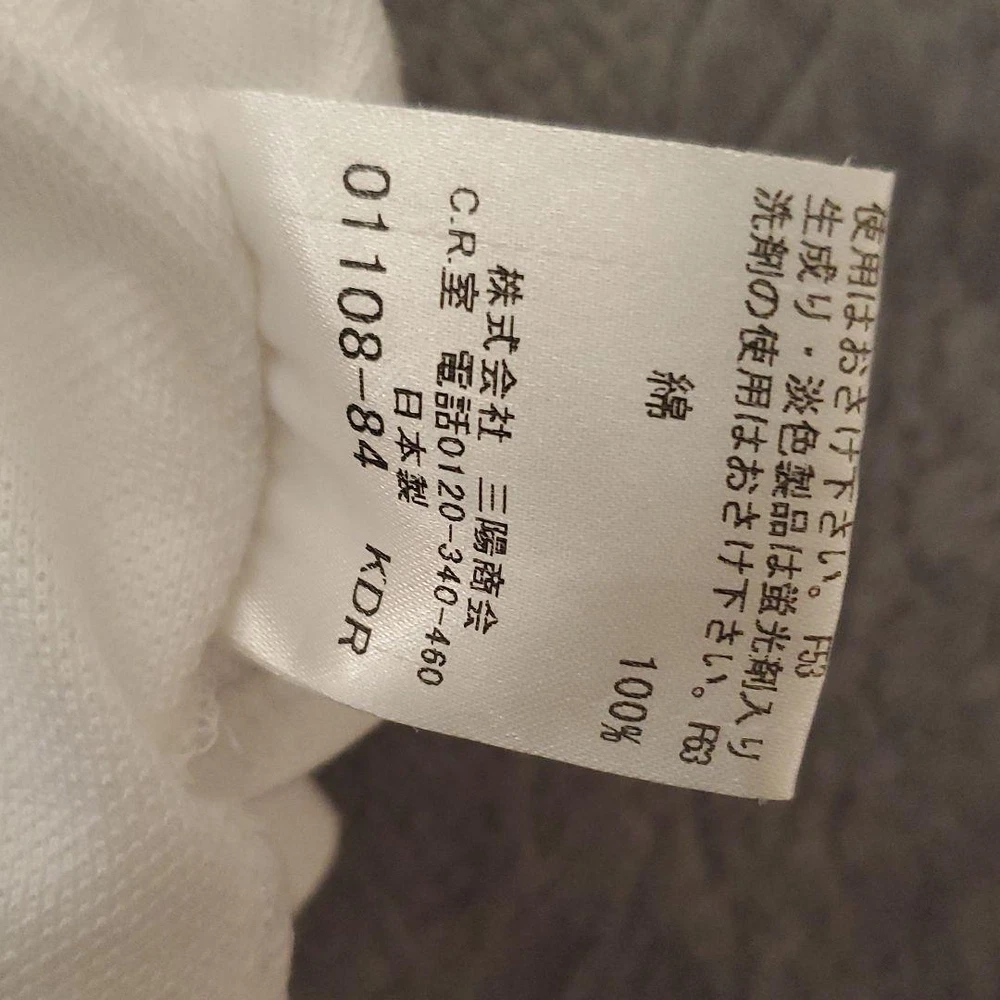 使用はおさけ下さい。 F53
生成り・淡色製品は蛍光剤入り
洗剤の使用はおさけ下さい。 F63
綿 100%
株式会社 三陽商会
C.R.室 電話0120-340-460
日本製
01108-84 KDR